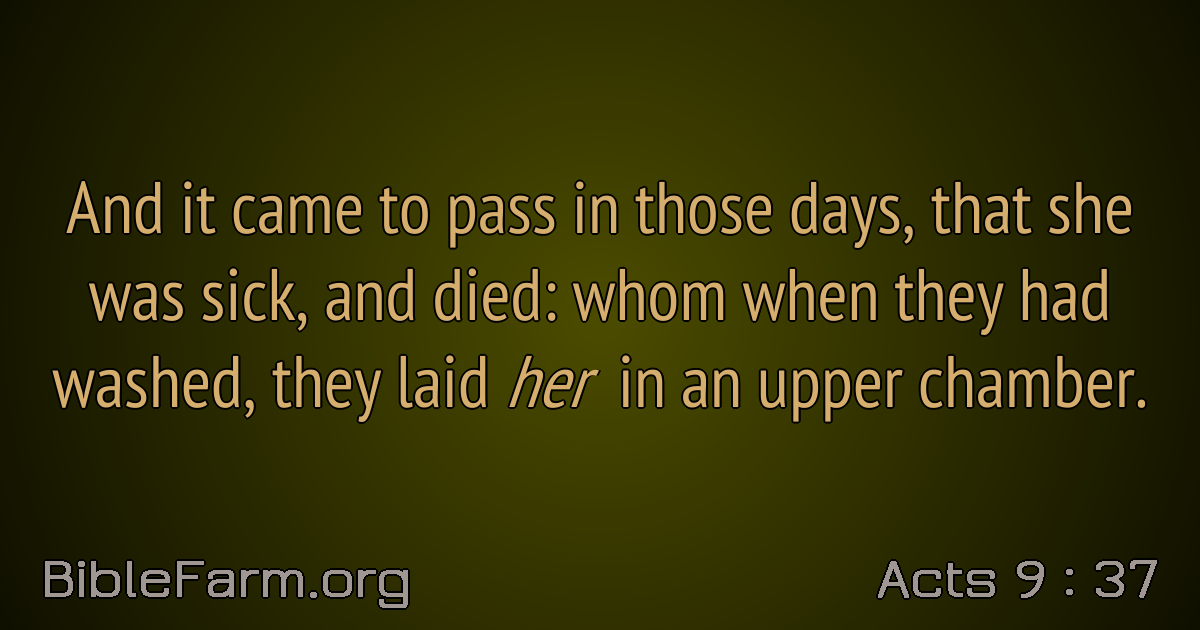 And it came to pass in those days, that she
was sick, and died: whom when they had
washed, they laid her in an upper chamber.
BibleFarm.org
Acts 9 : 37